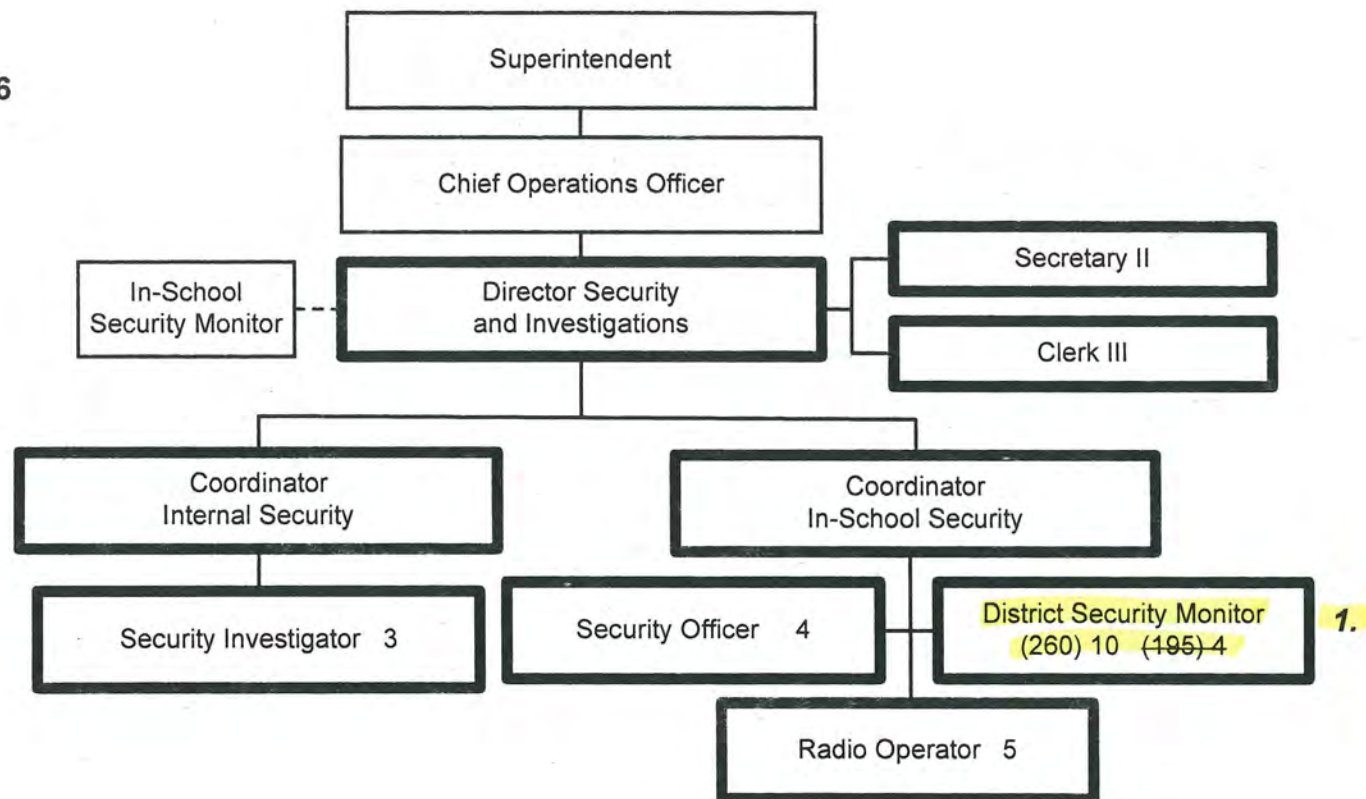 6
Superintendent
Chief Operations Officer
In-School
Security Monitor
Director Security
and Investigations
Secretary II
Clerk III
Coordinator
Internal Security
Coordinator
In-School Security
Security Investigator 3
Security Officer 4
District Security Monitor
(260) 10 (195) 4
1.
Radio Operator 5